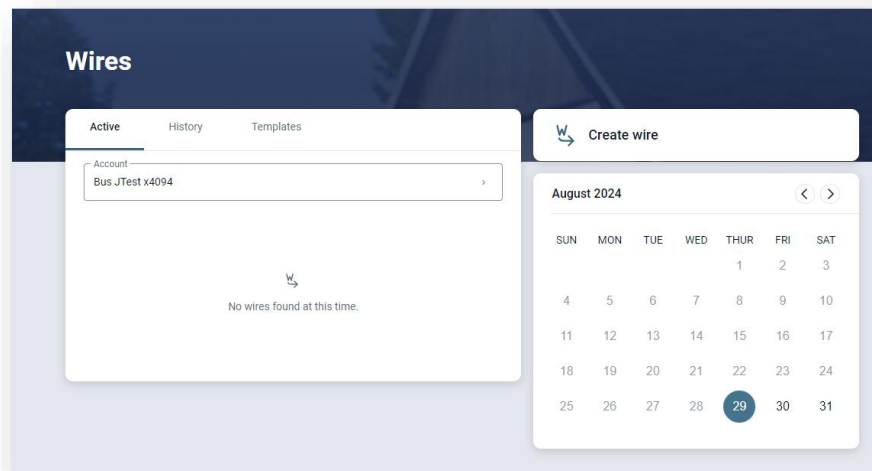 Wires
Active History Templates
Account
Bus JTest x4094
No wires found at this time.
Create wire
August 2024
SUN MON TUE WED THUR FRI SAT
1 2 3
4 5 6 7 8 9 10
11 12 13 14 15 16 17
18 19 20 21 22 23 24
25 26 27 28 29 30 31